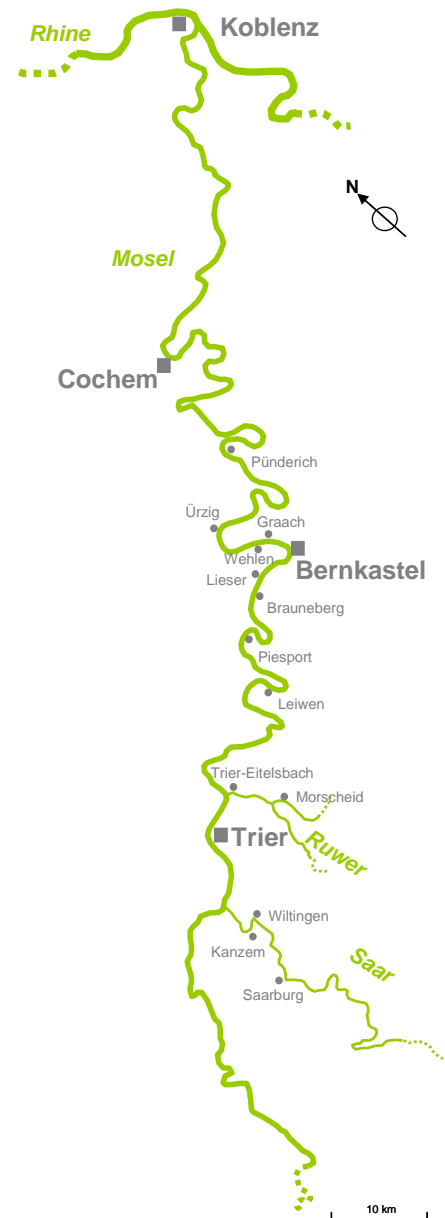 Koblenz
Rhine
N
Mosel
Cochem
Pünderich
Ürzig
Graach
Wehlen
Bernkastel
Lieser
Brauneberg
Piesport
Leiwen
Trier-Eitelsbach
Morscheid
Trier
Ruwer
Wiltingen
Kanzem
Saar
Saarburg
10 km